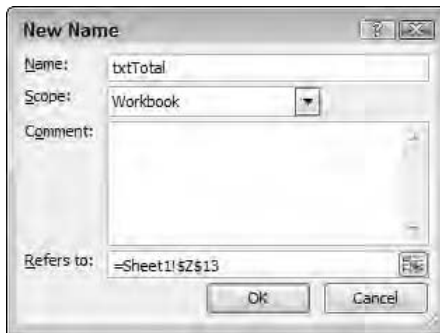 New Name
Name: txtTotal
Scope: Workbook
Comment:
Refers to: =Sheet1!$Z$13
OK Cancel